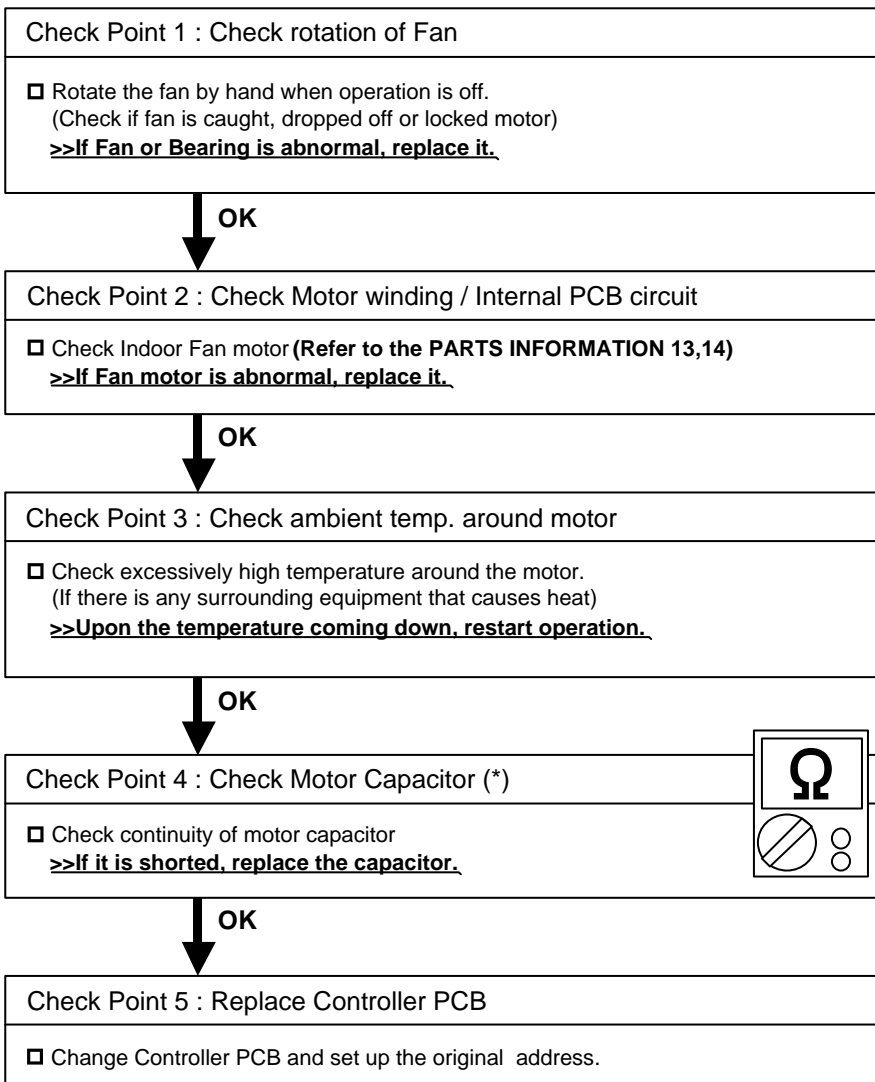 Check Point 1 : Check rotation of Fan
Rotate the fan by hand when operation is off.
(Check if fan is caught, dropped off or locked motor)
>>If Fan or Bearing is abnormal, replace it.
OK
Check Point 2 : Check Motor winding / Internal PCB circuit
Check Indoor Fan motor (Refer to the PARTS INFORMATION 13,14)
>>If Fan motor is abnormal, replace it.
OK
Check Point 3 : Check ambient temp. around motor
Check excessively high temperature around the motor.
(If there is any surrounding equipment that causes heat)
>>Upon the temperature coming down, restart operation.
OK
Check Point 4 : Check Motor Capacitor (*)
Ω
Check continuity of motor capacitor
>>If it is shorted, replace the capacitor.
OK
Check Point 5 : Replace Controller PCB
Change Controller PCB and set up the original address.